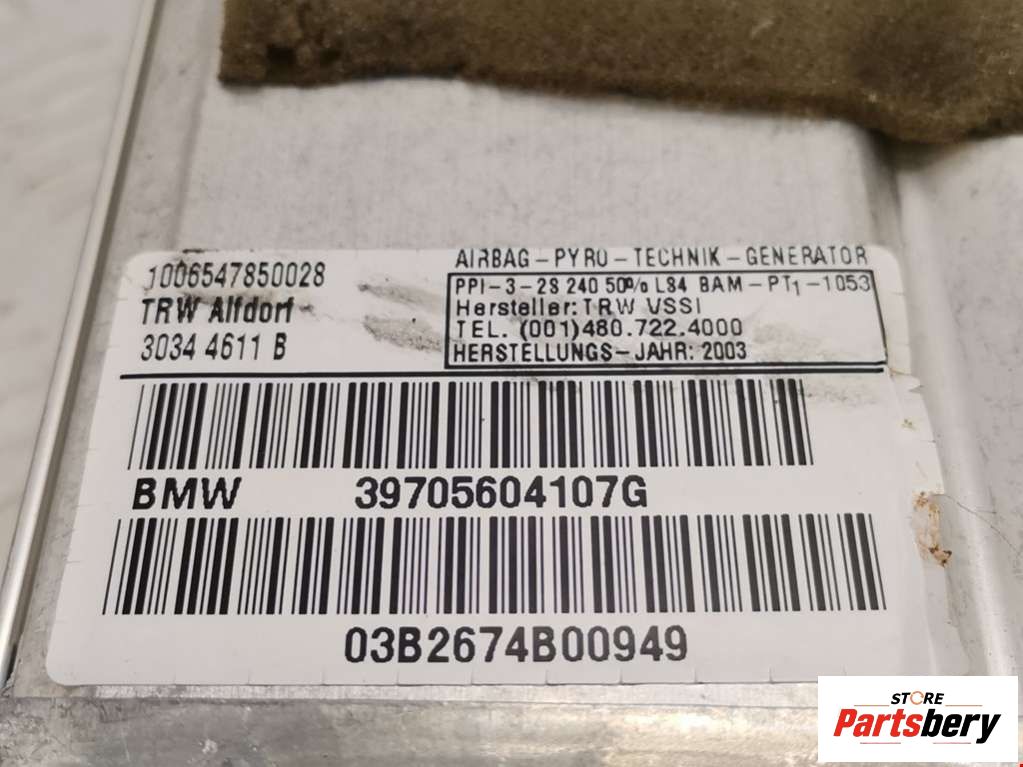 1006547850028
TRW Alfdorf
3034 4611 B
AIRBAG-PYRO-TECHNIK-GENERATOR
PPI-3-2S 240 50% L84 BAM-PT1-1053
Hersteller: TRW VSSI
TEL. (001)480.722.4000
HERSTELLUNGS-JAHR: 2003
BMW 39705604107G
03B2674B00949
STORE
Partsbery